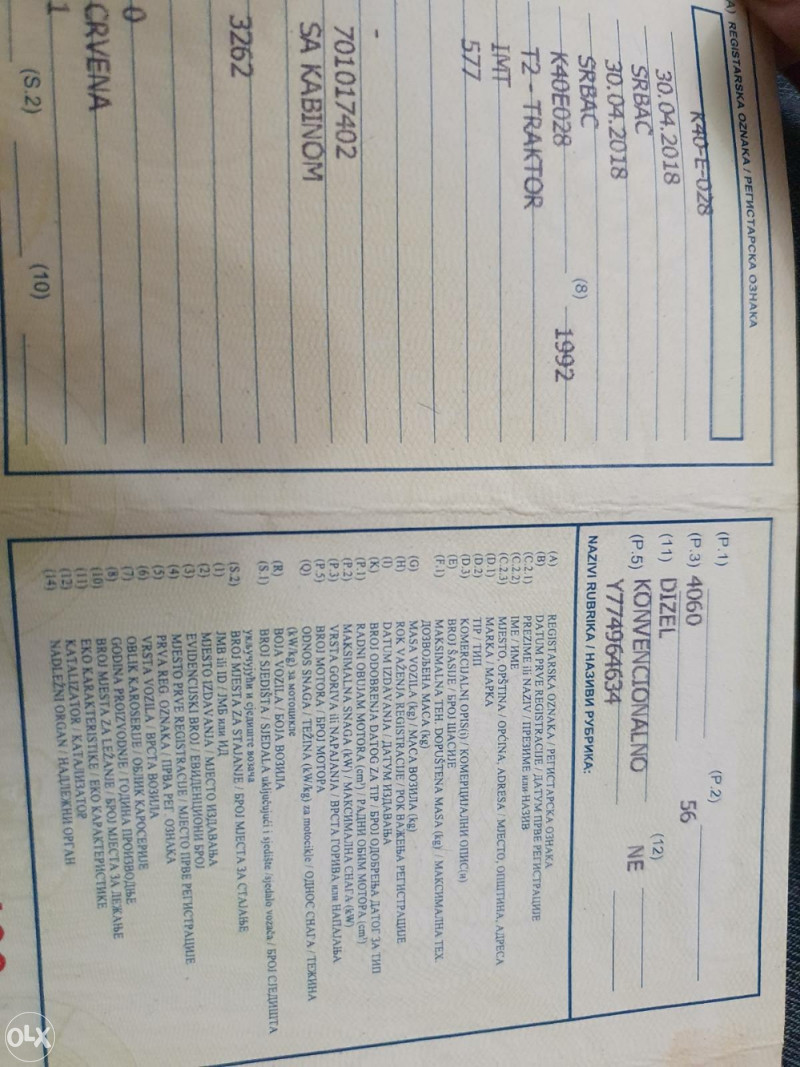 A) REGISTARSKA OZNAKA / РЕГИСТАРСКА ОЗНАКА
K40-E-028
30.04.2018
SRBAC
30.04.2018
SRBAC (8)
K40E028 1992
T2 - TRAKTOR
IMT
577
-
701017402
SA KABINOM
3262
0
CRVENA
1
(S.2) (10)
(P.1) (P.2)
(P.3) 4060 56
(11) DIZEL (12)
(P.5) KONVENCIONALNO NE
Y774964634
NAZIVI RUBRIKA / НАЗИВИ РУБРИКА:
(A) REGISTARSKA OZNAKA / РЕГИСТАРСКА ОЗНАКА
(B) DATUM PRVE REGISTRACIJE / ДАТУМ ПРВЕ РЕГИСТРАЦИЈЕ
(C.2.1) PREZIME ili NAZIV / ПРЕЗИМЕ или НАЗИВ
(C.2.2) IME / ИМЕ
(C.2.3) MJESTO, OPŠTINA / OPĆINA, ADRESA / МЈЕСТО, ОПШТИНА, АДРЕСА
(D.1) MARKA / МАРКА
(D.2) TIP / ТИП
(D.3) KOMERCIJALNI OPIS(i) / КОМЕРЦИЈАЛНИ ОПИС(и)
(E) BROJ ŠASIJE / БРОЈ ШАСИЈЕ
(F.1) MAKSIMALNA TEH. DOPUŠTENA MASA (kg) / МАКСИМАЛНА ТЕХ.
ДОЗВОЉЕНА МАСА (kg)
(G) MASA VOZILA (kg) / МАСА ВОЗИЛА (kg)
(H) ROK VAŽENJA REGISTRACIJE / РОК ВАЖЕЊА РЕГИСТРАЦИЈЕ
(I) DATUM IZDAVANJA / ДАТУМ ИЗДАВАЊА
(K) BROJ ODOBRENJA DATOG ZA TIP / БРОЈ ОДОБРЕЊА ДАТОГ ЗА ТИП
(P.1) RADNI OBUJAM MOTORA (cm³) / РАДНИ ОБИМ МОТОРА (cm³)
(P.2) MAKSIMALNA SNAGA (kW) / МАКСИМАЛНА СНАГА (kW)
(P.3) VRSTA GORIVA ili NAPAJANJA / ВРСТА ГОРИВА или НАПАЈАЊА
(P.5) BROJ MOTORA / БРОЈ МОТОРА
(Q) ODNOS SNAGA / TEŽINA (kW/kg) za motocikle / ОДНОС СНАГА / ТЕЖИНА
(kW/kg) за мотоцикле
(R) BOJA VOZILA / БОЈА ВОЗИЛА
(S.1) BROJ SJEDIŠTA / SJEDALA uključujući i sjedište /sjedalo vozača / БРОЈ СЈЕДИШТА
укључујући и сједиште возача
(S.2) BROJ MJESTA ZA STAJANJE / БРОЈ МЈЕСТА ЗА СТАЈАЊЕ
(1) JMB ili ID / ЈМБ или ИД
(2) MJESTO IZDAVANJA / МЈЕСТО ИЗДАВАЊА
(3) EVIDENCIJSKI BROJ / ЕВИДЕНЦИОНИ БРОЈ
(4) MJESTO PRVE REGISTRACIJE / МЈЕСТО ПРВЕ РЕГИСТРАЦИЈЕ
(5) PRVA REG. OZNAKA / ПРВА РЕГ. ОЗНАКА
(6) VRSTA VOZILA / ВРСТА ВОЗИЛА
(7) OBLIK KAROSERIJE / ОБЛИК КАРОСЕРИЈЕ
(8) GODINA PROIZVODNJE / ГОДИНА ПРОИЗВОДЊЕ
(10) BROJ MJESTA ZA LEŽANJE / БРОЈ МЈЕСТА ЗА ЛЕЖАЊЕ
(11) EKO KARAKTERISTIKE / ЕКО КАРАКТЕРИСТИКЕ
(12) KATALIZATOR / КАТАЛИЗАТОР
(14) NADLEŽNI ORGAN / НАДЛЕЖНИ ОРГАН
OLX